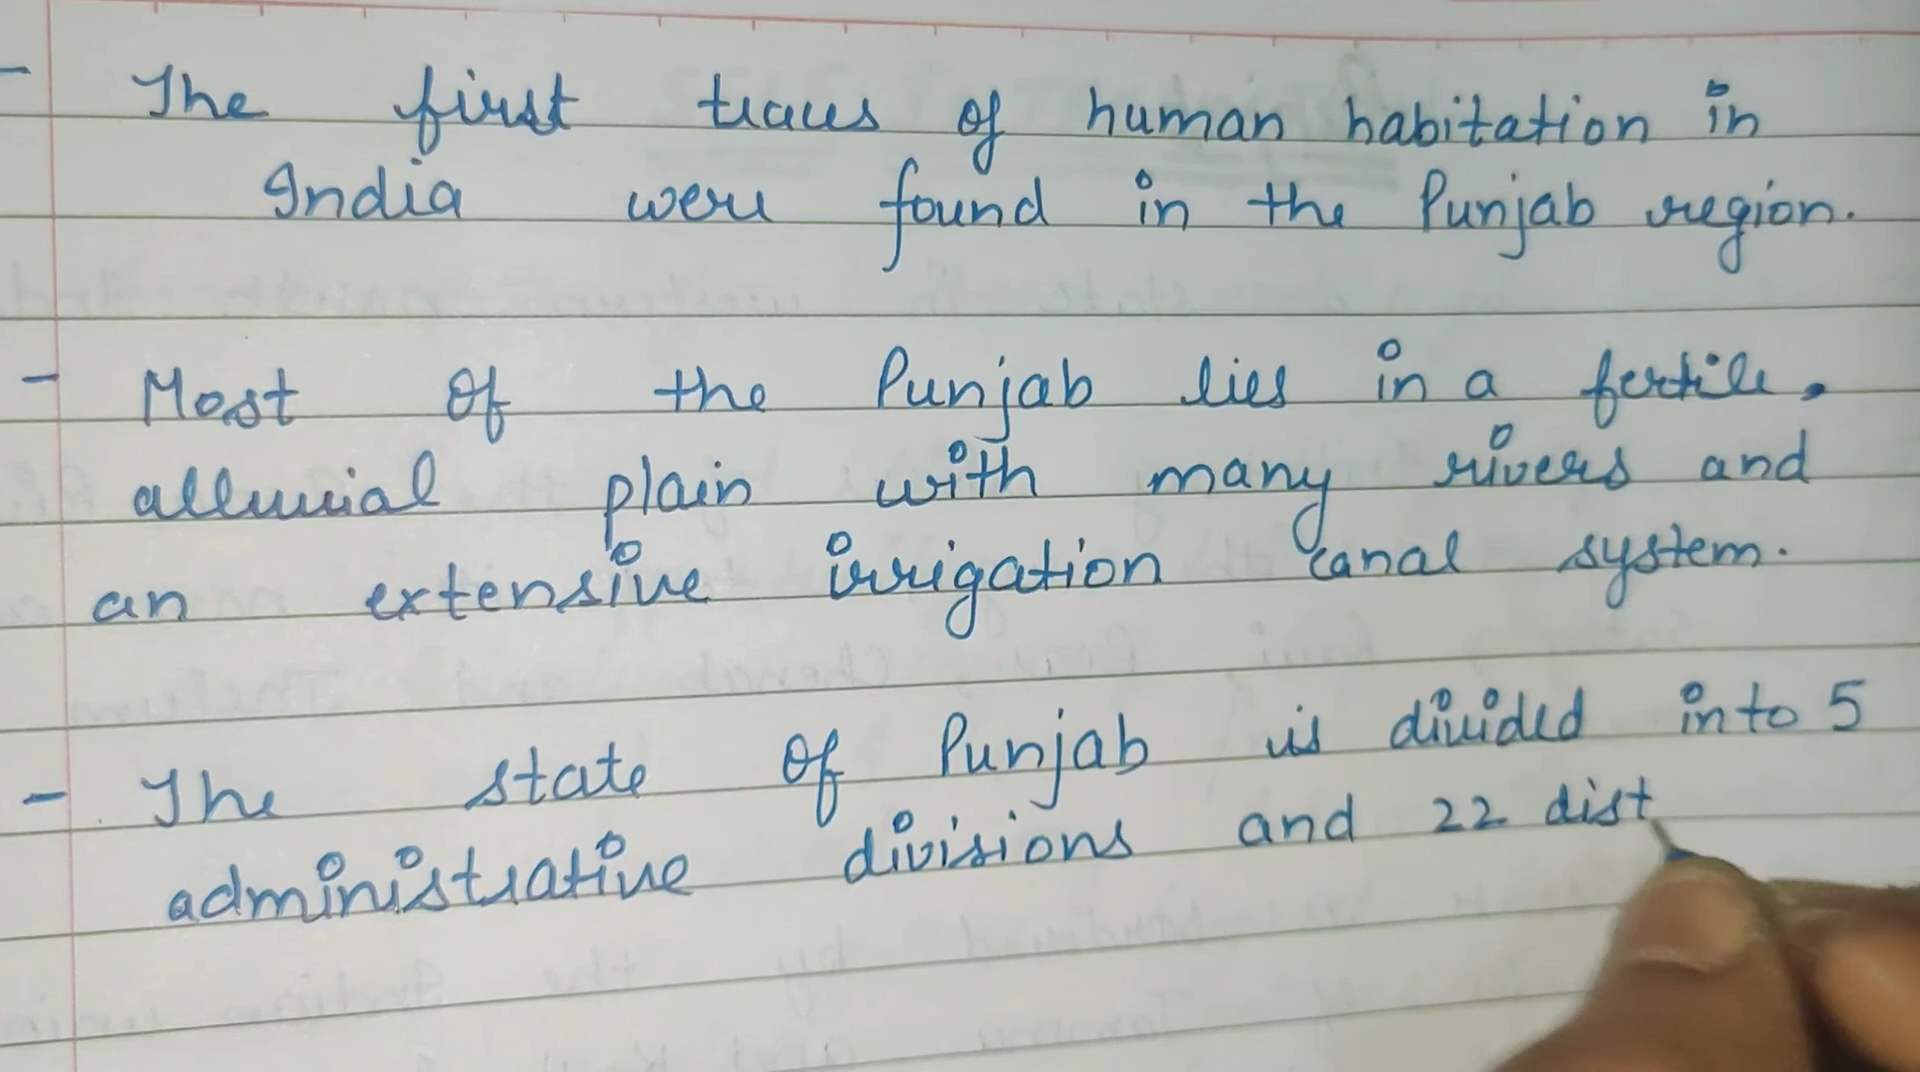 - The first traces of human habitation in
India were found in the Punjab region.
- Most of the Punjab lies in a fertile,
alluvial plain with many rivers and
an extensive irrigation canal system.
- The state of Punjab is divided into 5
administrative divisions and 22 dist